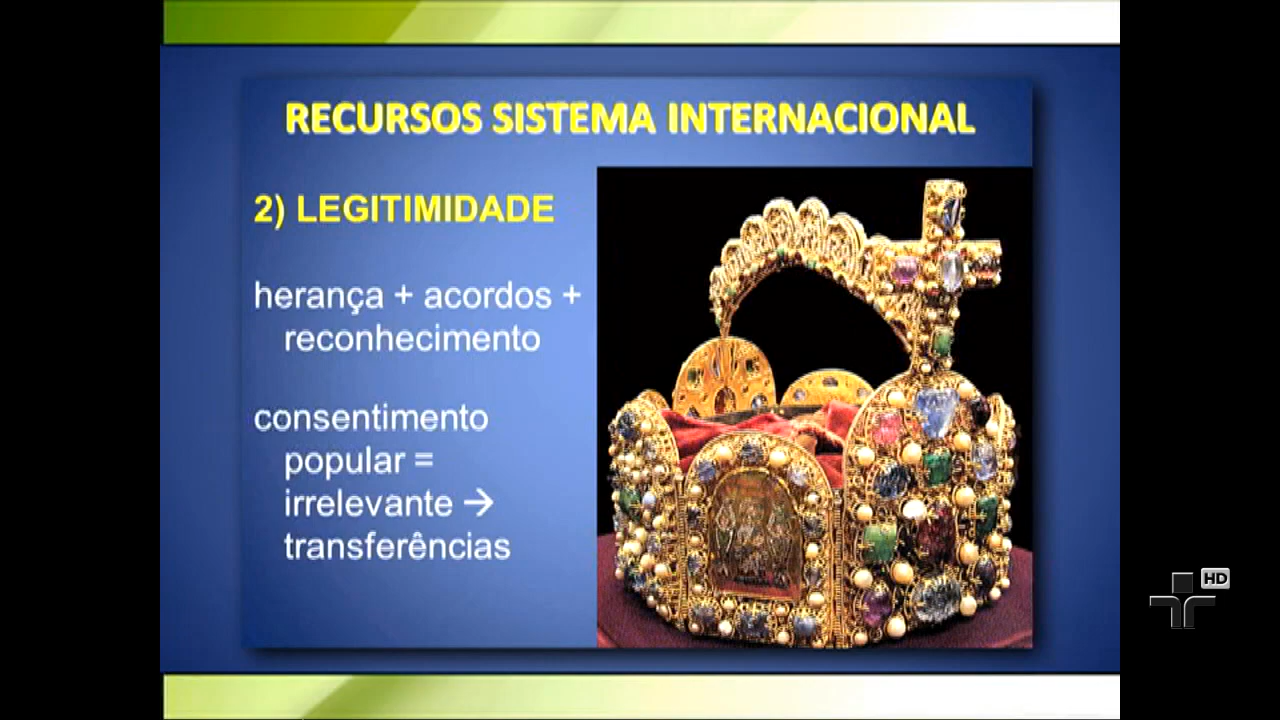 RECURSOS SISTEMA INTERNACIONAL
2) LEGITIMIDADE
herança + acordos +
reconhecimento
consentimento
popular =
irrelevante →
transferências
HD